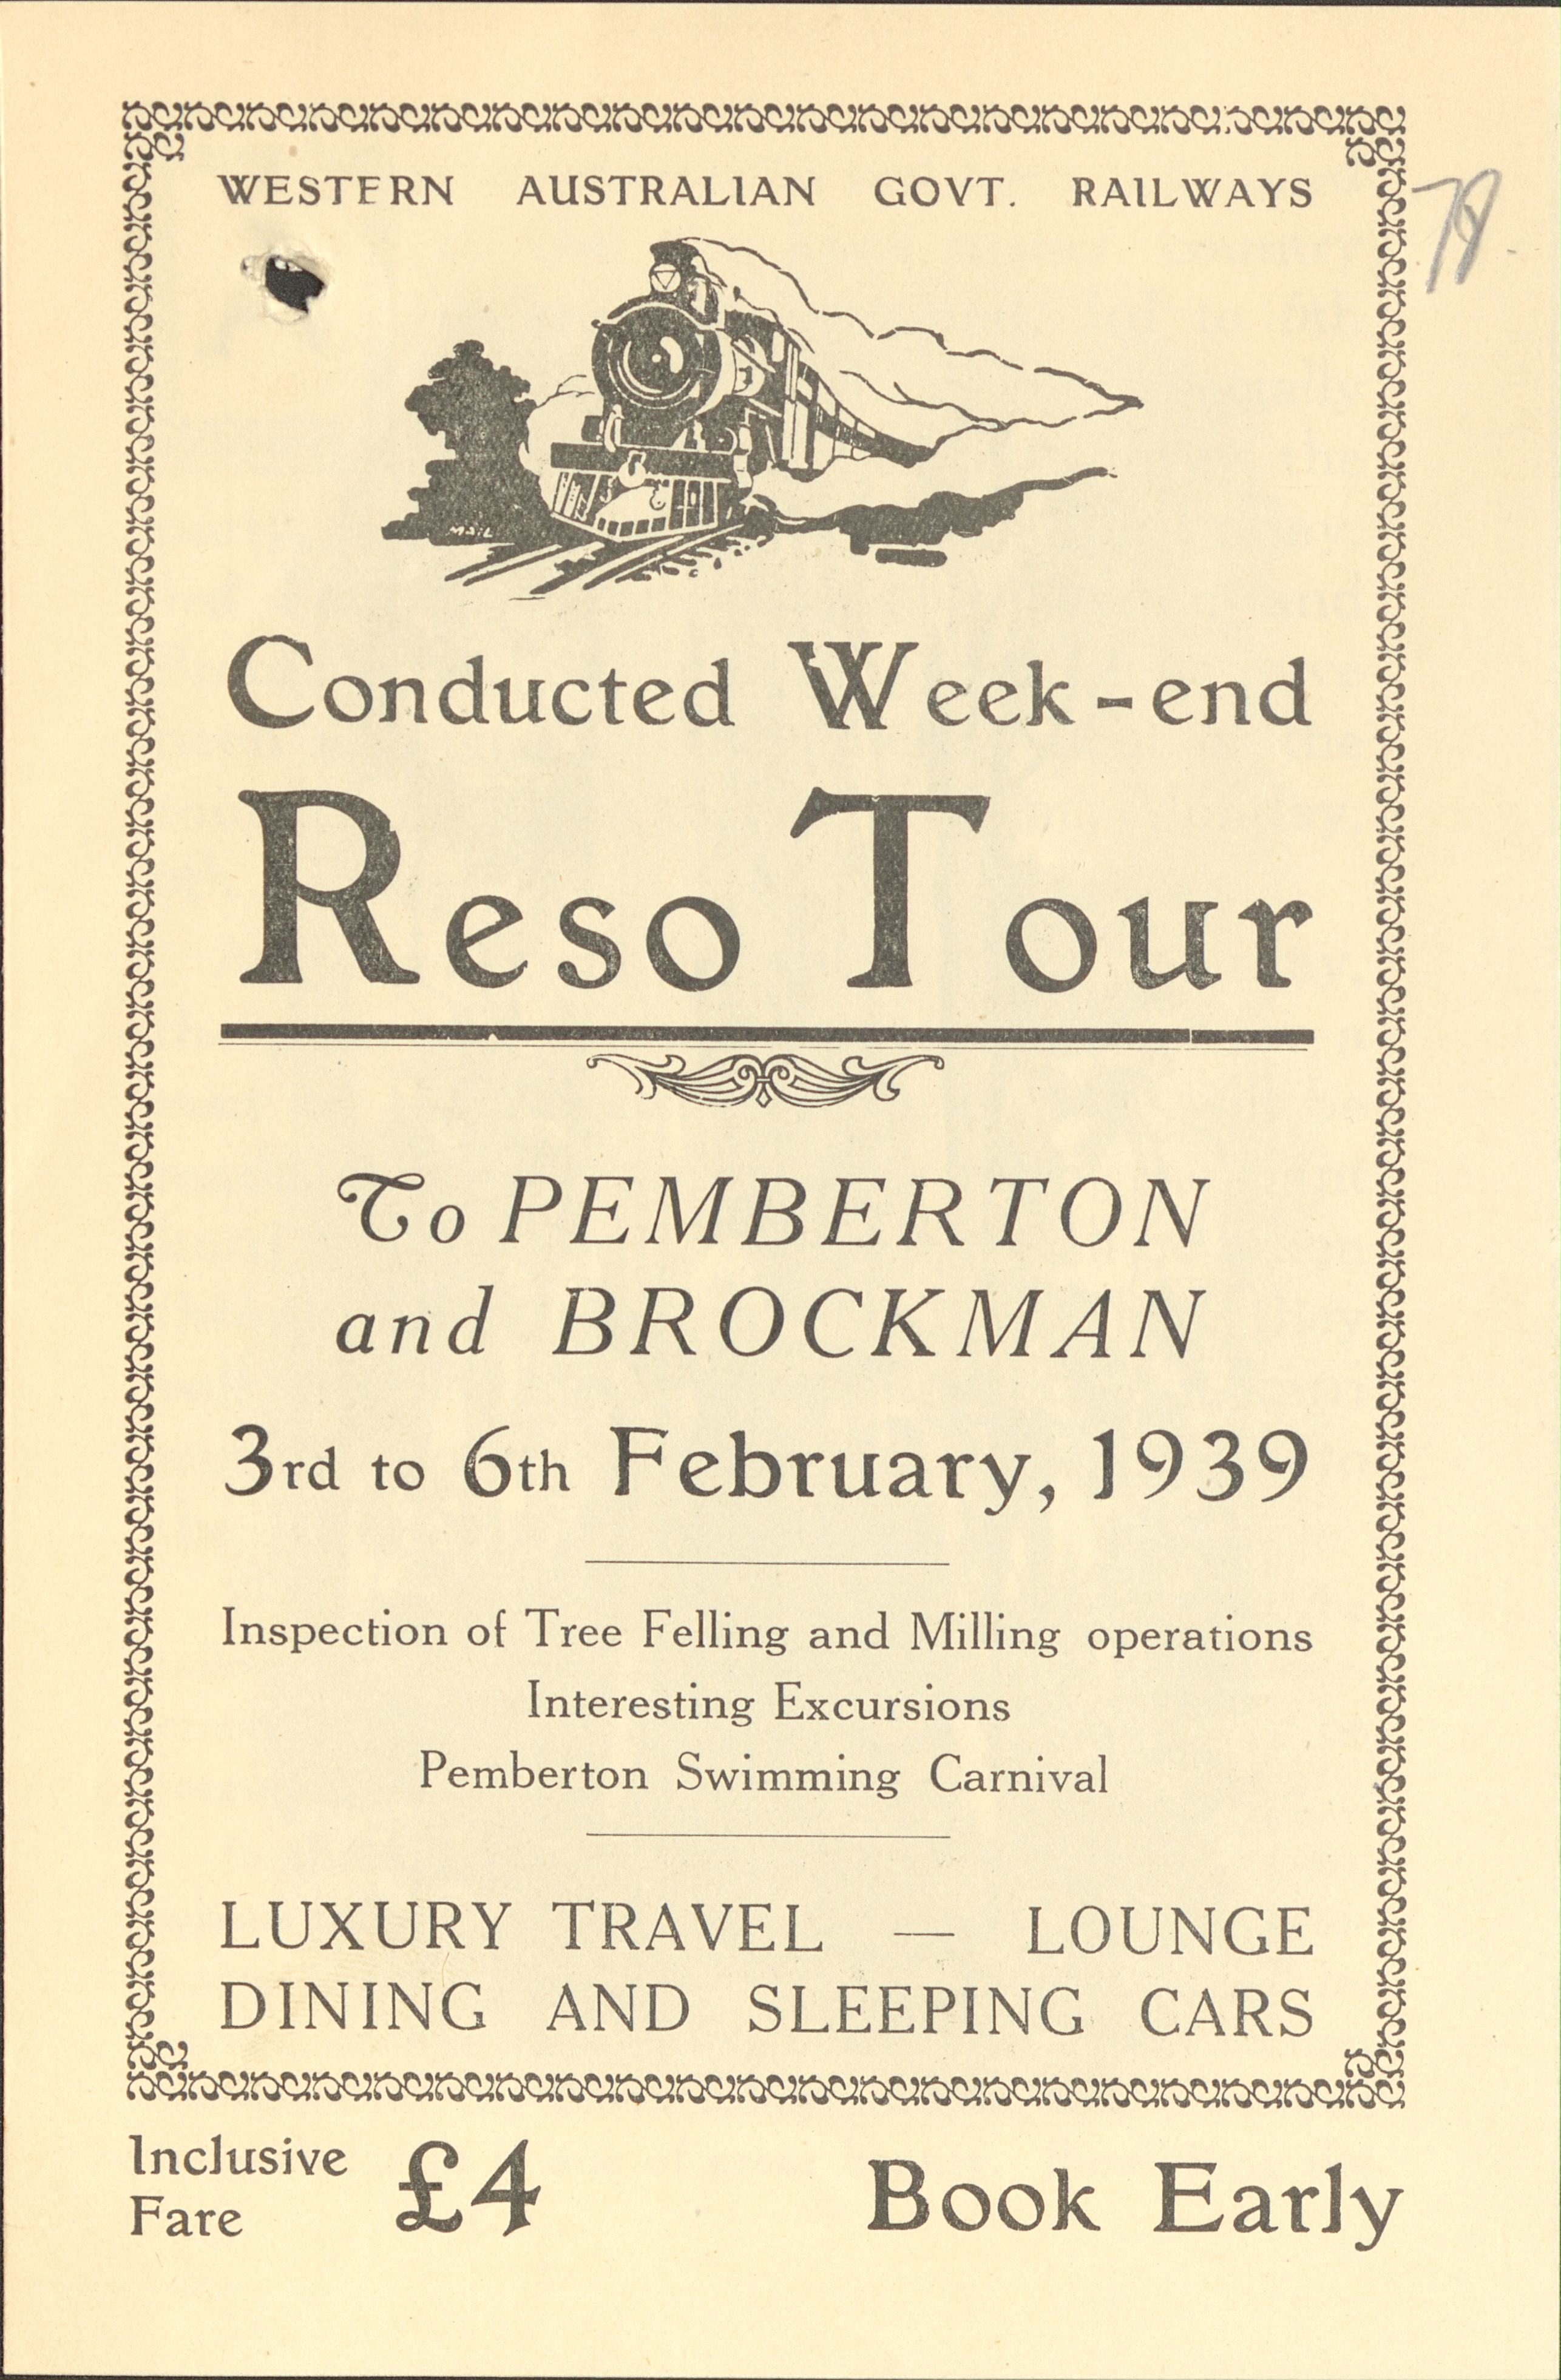 WESTERN AUSTRALIAN GOVT. RAILWAYS
78
MAIL
Conducted Week-end
Reso Tour
To PEMBERTON
and BROCKMAN
3rd to 6th February, 1939
Inspection of Tree Felling and Milling operations
Interesting Excursions
Pemberton Swimming Carnival
LUXURY TRAVEL — LOUNGE
DINING AND SLEEPING CARS
Inclusive
Fare £4
Book Early